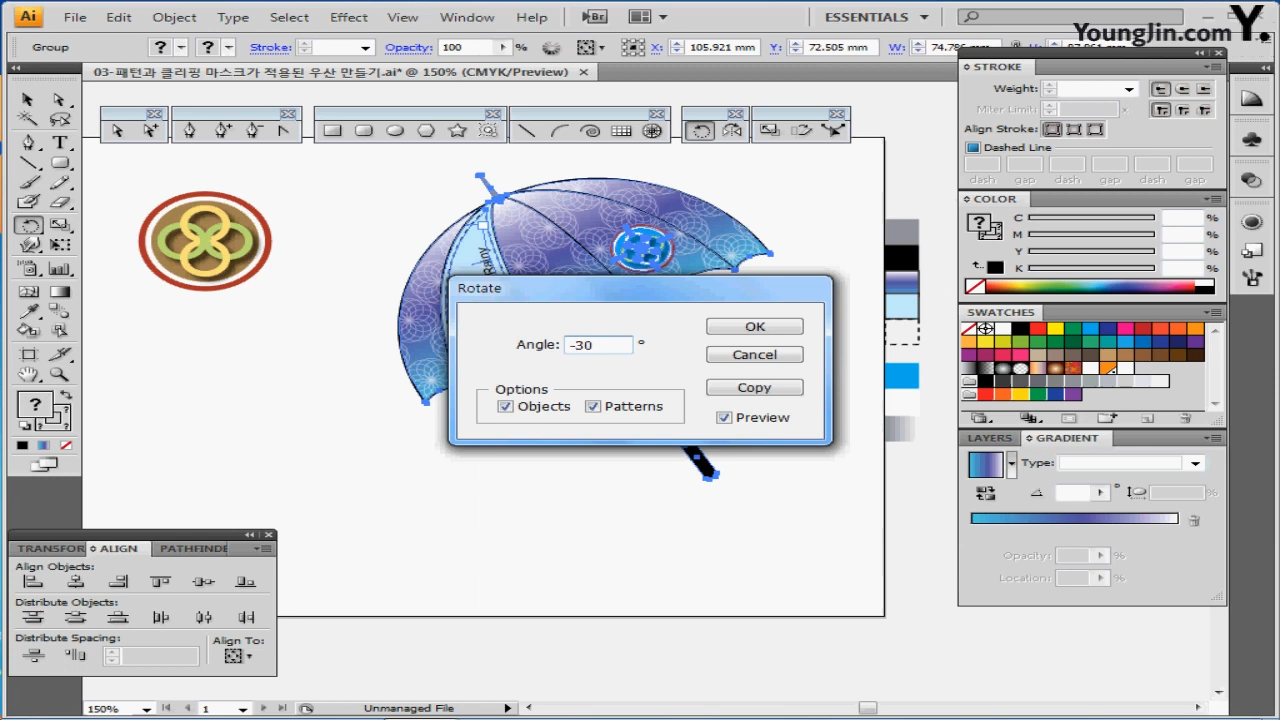 Ai File Edit Object Type Select Effect View Window Help Br ESSENTIALS
YoungJin.com Y.
Group ? ? Stroke: Opacity: 100 % X: 105.921 mm Y: 72.505 mm W:
03-패턴과 클리핑 마스크가 적용된 우산 만들기.ai* @ 150% (CMYK/Preview)
STROKE
Weight:
Miter Limit: x
Align Stroke:
Dashed Line
dash gap dash gap dash gap
COLOR
? C %
M %
Y %
K %
SWATCHES
LAYERS GRADIENT
Type:
° %
Opacity: %
Location: %
Rainy
Rotate
Angle: -30 °
OK
Cancel
Copy
Options
Objects Patterns
Preview
T
?
TRANSFOR ALIGN PATHFINDE
Align Objects:
Distribute Objects:
Distribute Spacing: Align To:
150% 1 Unmanaged File